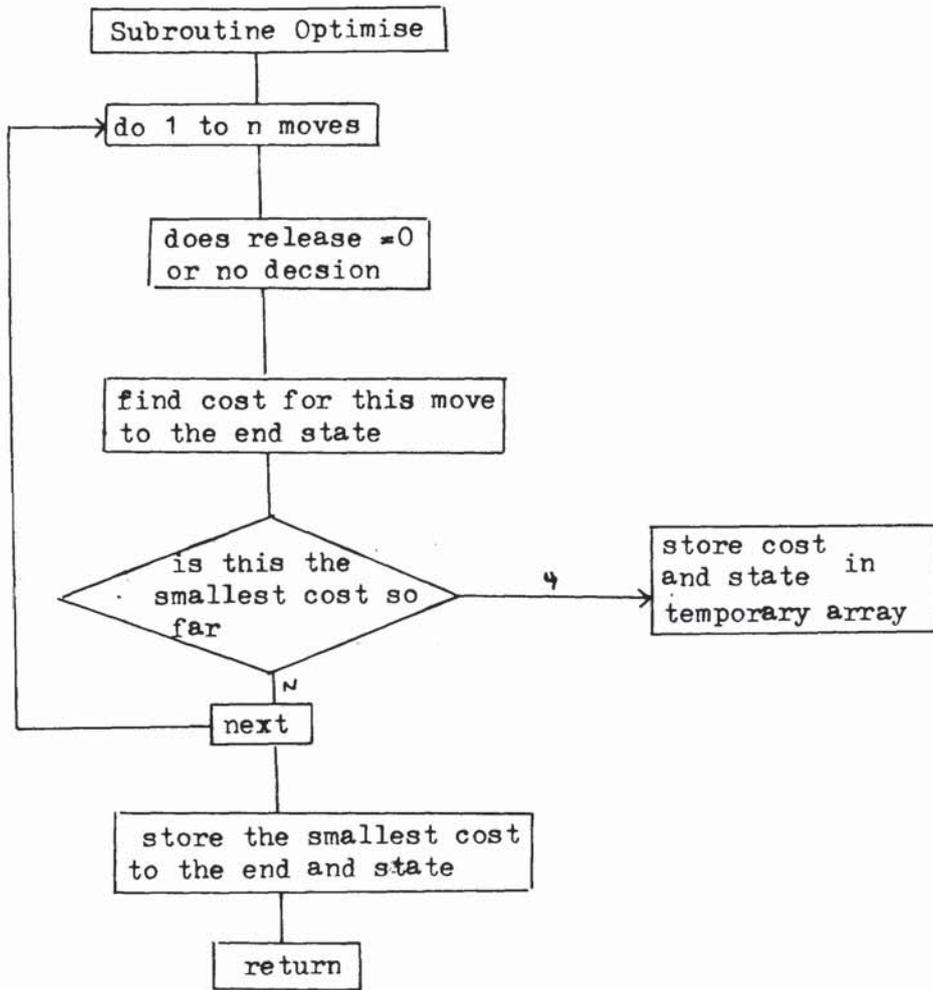 Subroutine Optimise
do 1 to n moves
does release =0
or no decsion
find cost for this move
to the end state
is this the
smallest cost so
far
Y
store cost
and state in
temporary array
N
next
store the smallest cost
to the end and state
return